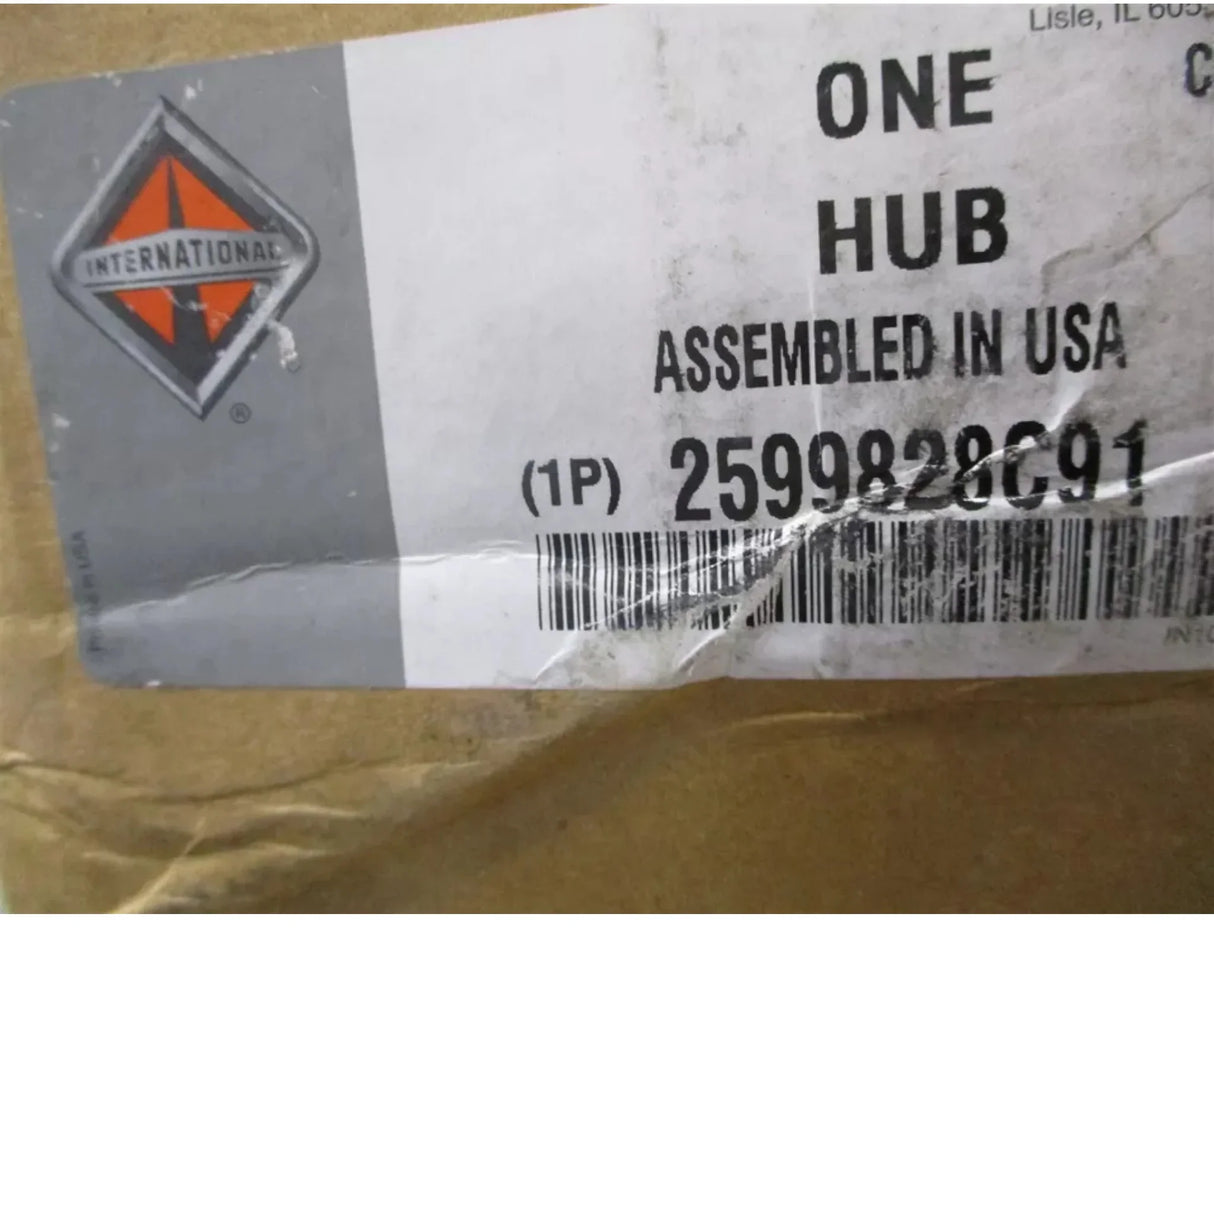 Lisle, IL
ONE
HUB
ASSEMBLED IN USA
(1P) 2599828C91
INTERNATIONAL
®